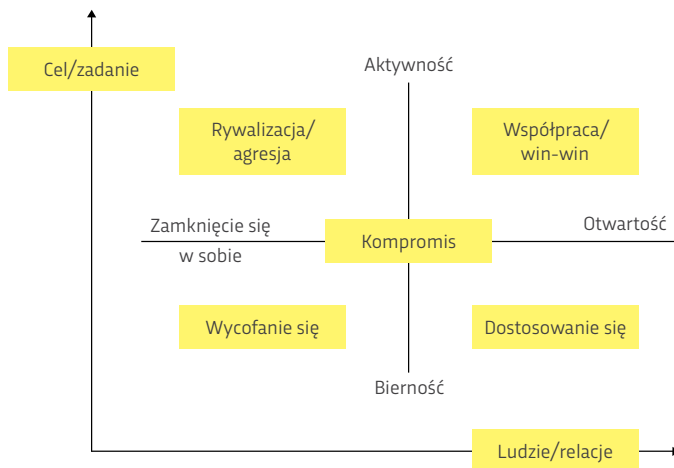 Cel/zadanie
Aktywność
Rywalizacja/
agresja
Współpraca/
win-win
Zamknięcie się
w sobie
Kompromis
Otwartość
Wycofanie się
Dostosowanie się
Bierność
Ludzie/relacje